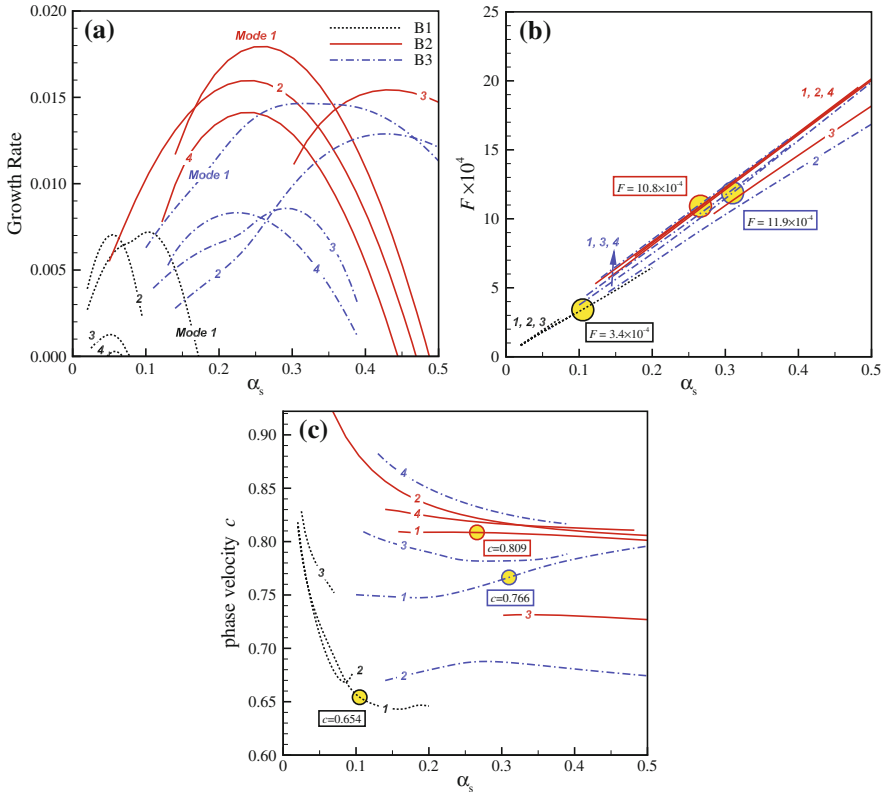 (a)
Growth Rate
0.020
0.015
0.010
0.005
0.000
0
0.1
0.2
0.3
0.4
0.5
αs
B1
B2
B3
Mode 1
2
3
4
Mode 1
3
4
2
2
Mode 1
3
4
(b)
F ×10⁴
25
20
15
10
5
0
0
0.1
0.2
0.3
0.4
0.5
αs
1, 2, 4
3
2
F = 10.8×10⁻⁴
F = 11.9×10⁻⁴
1, 3, 4
1, 2, 3
F = 3.4×10⁻⁴
(c)
phase velocity c
0.90
0.85
0.80
0.75
0.70
0.65
0.60
0
0.1
0.2
0.3
0.4
0.5
αs
4
2
4
1
c=0.809
3
c=0.766
3
1
3
2
2
c=0.654
1